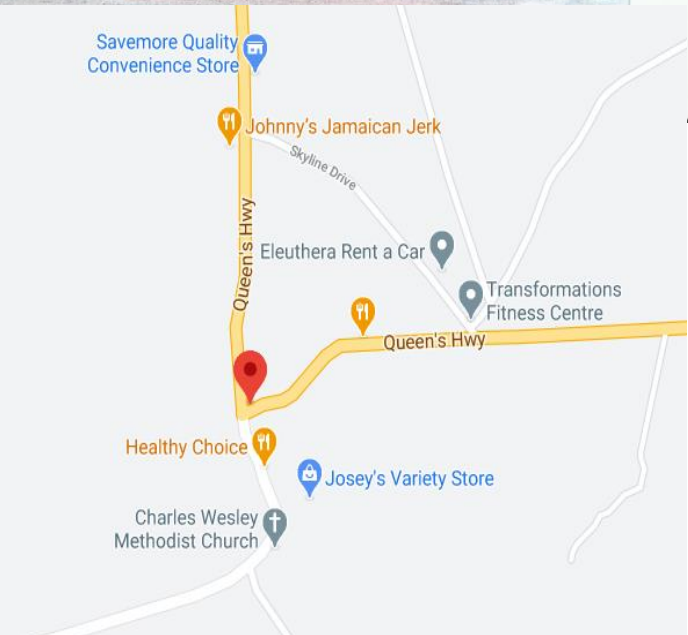 Savemore Quality
Convenience Store
Johnny's Jamaican Jerk
Skyline Drive
Queen's Hwy
Eleuthera Rent a Car
Transformations
Fitness Centre
Queen's Hwy
Healthy Choice
Josey's Variety Store
Charles Wesley
Methodist Church